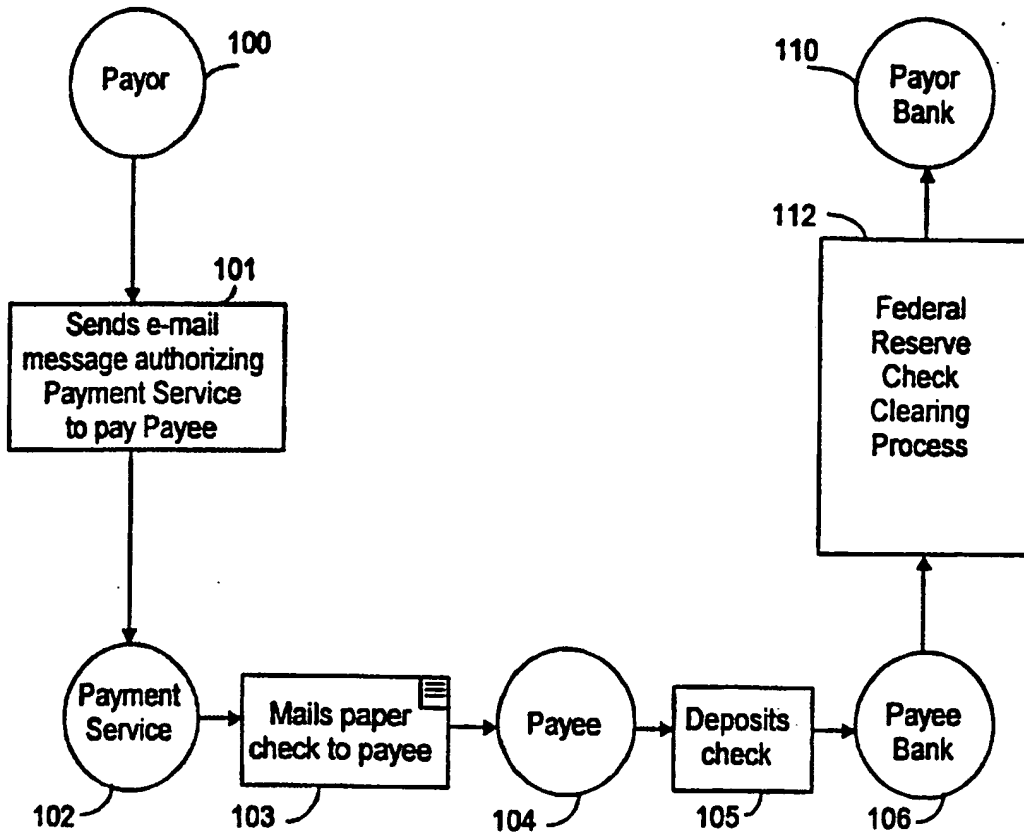 100
Payor
110
Payor
Bank
112
101
Sends e-mail
message authorizing
Payment Service
to pay Payee
Federal
Reserve
Check
Clearing
Process
Payment
Service
102
Mails paper
check to payee
103
Payee
104
Deposits
check
105
Payee
Bank
106